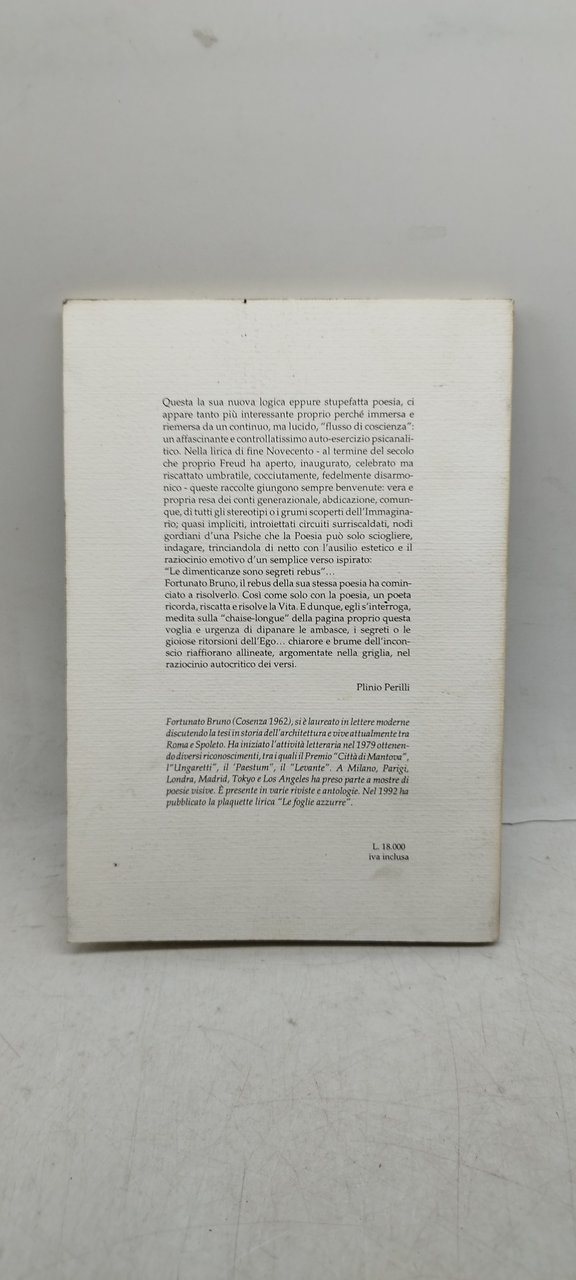 Questa la sua nuova logica eppure stupefatta poesia, ci
appare tanto più interessante proprio perché immersa e
riemersa da un continuo, ma lucido, "flusso di coscienza":
un affascinante e controllatissimo auto-esercizio psicanali-
tico. Nella lirica di fine Novecento - al termine del secolo
che proprio Freud ha aperto, inaugurato, celebrato ma
riscattato umbratile, cocciutamente, fedelmente disarmo-
nico - queste raccolte giungono sempre benvenute: vera e
propria resa dei conti generazionale, abdicazione, comun-
que, di tutti gli stereotipi o i grumi scoperti dell'Immagina-
rio; quasi impliciti, introiettati circuiti surriscaldati, nodi
gordiani d'una Psiche che la Poesia può solo sciogliere,
indagare, trinciandola di netto con l'ausilio estetico e il
raziocinio emotivo d'un semplice verso ispirato:
"Le dimenticanze sono segreti rebus"...
Fortunato Bruno, il rebus della sua stessa poesia ha comin-
ciato a risolverlo. Così come solo con la poesia, un poeta
ricorda, riscatta e risolve la Vita. E dunque, egli s'interroga,
medita sulla "chaise-longue" della pagina proprio questa
voglia e urgenza di dipanare le ambasce, i segreti o le
gioiose ritorsioni dell'Ego... chiarore e brume dell'incon-
scio riaffiorano allineate, argomentate nella griglia, nel
raziocinio autocritico dei versi.
Plinio Perilli
Fortunato Bruno (Cosenza 1962), si è laureato in lettere moderne
discutendo la tesi in storia dell'architettura e vive attualmente tra
Roma e Spoleto. Ha iniziato l'attività letteraria nel 1979 ottenen-
do diversi riconoscimenti, tra i quali il Premio "Città di Mantova",
l'"Ungaretti", il 'Paestum", il "Levante". A Milano, Parigi,
Londra, Madrid, Tokyo e Los Angeles ha preso parte a mostre di
poesie visive. È presente in varie riviste e antologie. Nel 1992 ha
pubblicato la plaquette lirica "Le foglie azzurre".
L. 18.000
iva inclusa